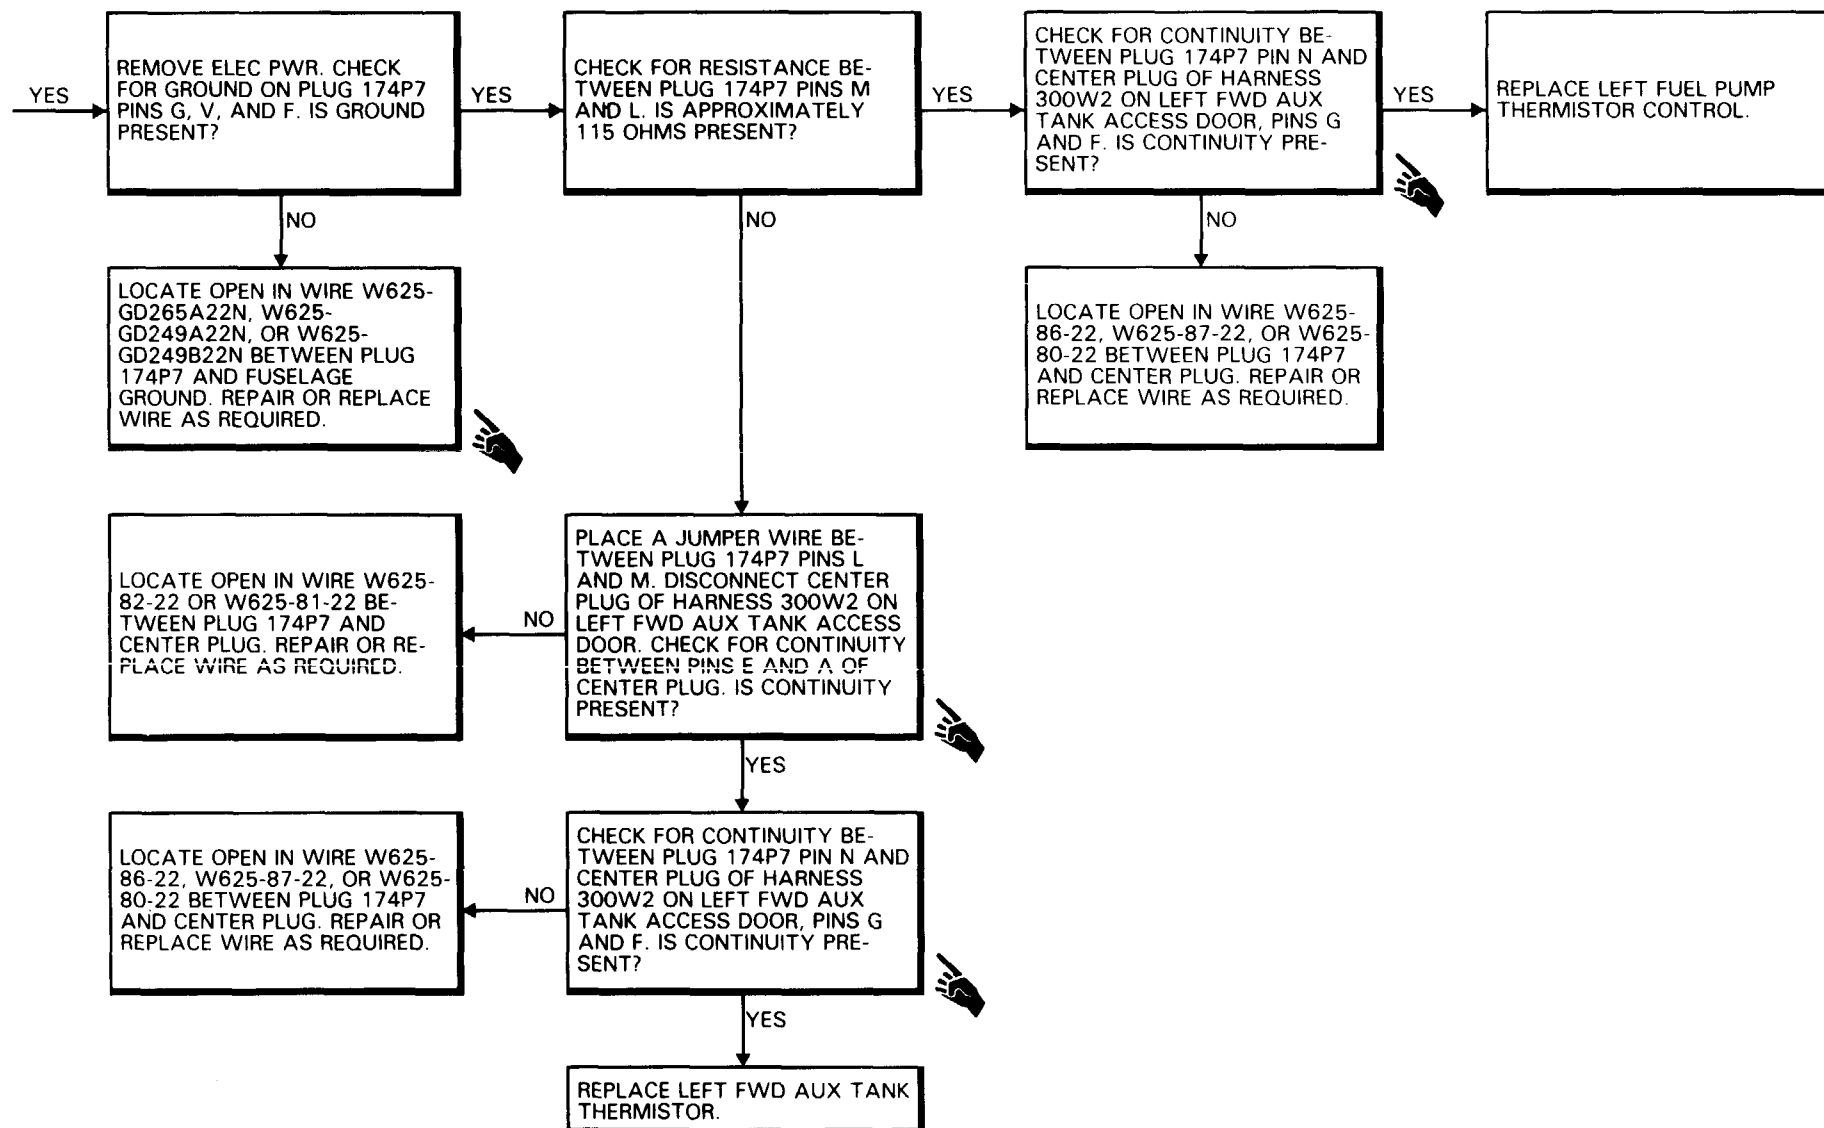 YES
REMOVE ELEC PWR. CHECK
FOR GROUND ON PLUG 174P7
PINS G, V, AND F. IS GROUND
PRESENT?
YES
CHECK FOR RESISTANCE BE-
TWEEN PLUG 174P7 PINS M
AND L. IS APPROXIMATELY
115 OHMS PRESENT?
YES
CHECK FOR CONTINUITY BE-
TWEEN PLUG 174P7 PIN N AND
CENTER PLUG OF HARNESS
300W2 ON LEFT FWD AUX
TANK ACCESS DOOR, PINS G
AND F. IS CONTINUITY PRE-
SENT?
YES
REPLACE LEFT FUEL PUMP
THERMISTOR CONTROL.
NO
NO
NO
LOCATE OPEN IN WIRE W625-
GD265A22N, W625-
GD249A22N, OR W625-
GD249B22N BETWEEN PLUG
174P7 AND FUSELAGE
GROUND. REPAIR OR REPLACE
WIRE AS REQUIRED.
LOCATE OPEN IN WIRE W625-
86-22, W625-87-22, OR W625-
80-22 BETWEEN PLUG 174P7
AND CENTER PLUG. REPAIR OR
REPLACE WIRE AS REQUIRED.
LOCATE OPEN IN WIRE W625-
82-22 OR W625-81-22 BE-
TWEEN PLUG 174P7 AND
CENTER PLUG. REPAIR OR RE-
PLACE WIRE AS REQUIRED.
NO
PLACE A JUMPER WIRE BE-
TWEEN PLUG 174P7 PINS L
AND M. DISCONNECT CENTER
PLUG OF HARNESS 300W2 ON
LEFT FWD AUX TANK ACCESS
DOOR. CHECK FOR CONTINUITY
BETWEEN PINS E AND A OF
CENTER PLUG. IS CONTINUITY
PRESENT?
YES
LOCATE OPEN IN WIRE W625-
86-22, W625-87-22, OR W625-
80-22 BETWEEN PLUG 174P7
AND CENTER PLUG. REPAIR OR
REPLACE WIRE AS REQUIRED.
NO
CHECK FOR CONTINUITY BE-
TWEEN PLUG 174P7 PIN N AND
CENTER PLUG OF HARNESS
300W2 ON LEFT FWD AUX
TANK ACCESS DOOR, PINS G
AND F. IS CONTINUITY PRE-
SENT?
YES
REPLACE LEFT FWD AUX TANK
THERMISTOR.